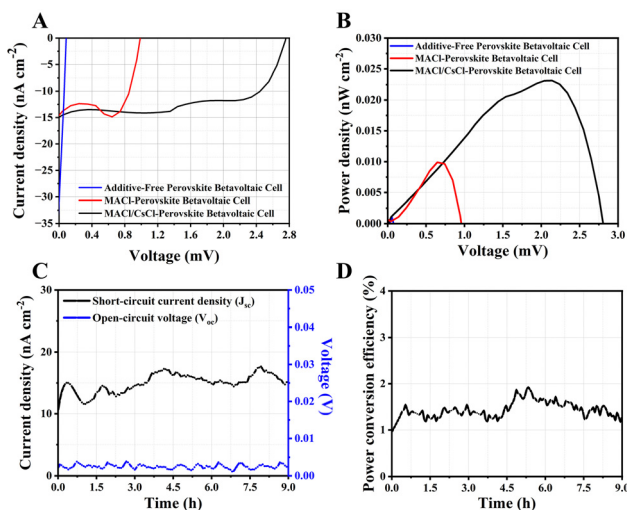 A
Current density (nA cm-2)
0
-5
-10
-15
-20
-25
-30
-35
Additive-Free Perovskite Betavoltaic Cell
MACl-Perovskite Betavoltaic Cell
MACl/CsCl-Perovskite Betavoltaic Cell
0.0 0.4 0.8 1.2 1.6 2.0 2.4 2.8
Voltage (mV)
B
Power density (nW cm-2)
0.030
0.025
0.020
0.015
0.010
0.005
0.000
Additive-Free Perovskite Betavoltaic Cell
MACl-Perovskite Betavoltaic Cell
MACl/CsCl-Perovskite Betavoltaic Cell
0.0 0.5 1.0 1.5 2.0 2.5 3.0
Voltage (mV)
C
Current density (nA cm-2)
30
20
10
0
Short-circuit current density (Jsc)
Open-circuit voltage (Voc)
0.05
0.04
0.03
0.02
0.01
0.00
Voltage (V)
0.0 1.5 3.0 4.5 6.0 7.5 9.0
Time (h)
D
Power conversion efficiency (%)
4
3
2
1
0
0.0 1.5 3.0 4.5 6.0 7.5 9.0
Time (h)